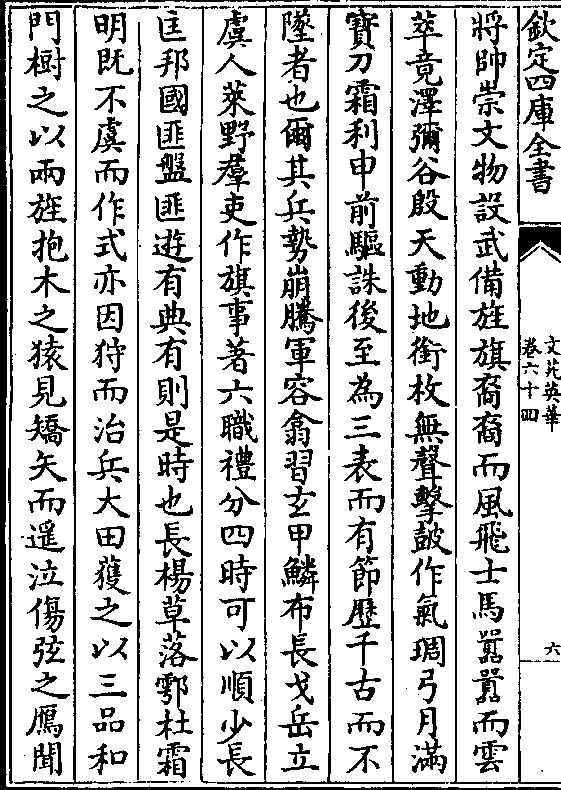 欽定四庫全書
文苑英華
卷六十四
六
將帥崇文物設武備旌旗裔裔而風飛士馬嚻嚻而雲
萃竟澤彌谷殷天動地銜枚無聲擊鼓作氣琱弓月滿
寶刀霜利申前驅誅後至為三表而有節歴千古而不
墜者也爾其兵勢崩騰軍容翕習玄甲鱗布長戈岳立
虞人萊野羣吏作旗事著六職禮分四時可以順少長
匡邦國匪盤匪遊有典有則是時也長楊草落鄠杜霜
明既不虞而作式亦因狩而治兵大田獲之以三品和
門樹之以兩旌抱木之猿見矯矢而遥泣傷弦之鴈聞